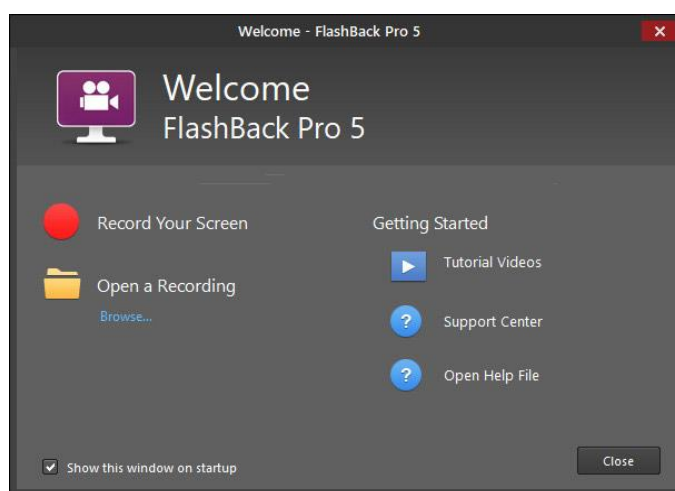 Welcome - FlashBack Pro 5
Welcome
FlashBack Pro 5
Record Your Screen
Open a Recording
Browse...
Getting Started
Tutorial Videos
Support Center
Open Help File
Show this window on startup
Close